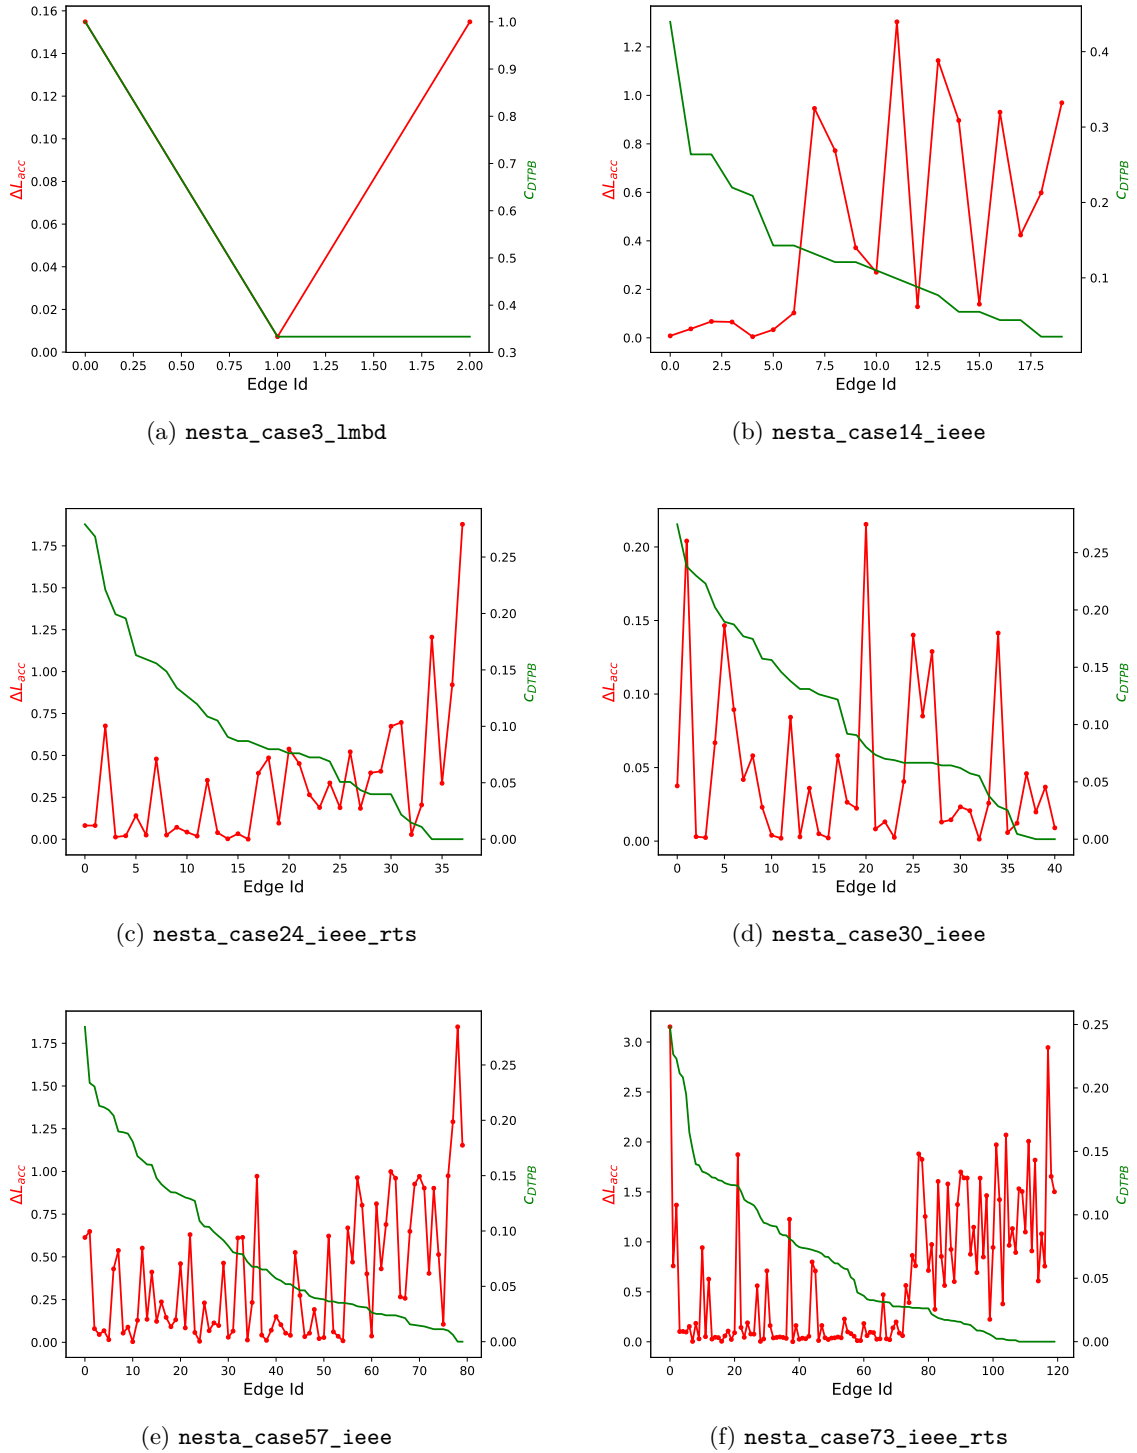 0.16
0.14
0.12
0.10
0.08
0.06
0.04
0.02
0.00
ΔL_acc
1.0
0.9
0.8
0.7
0.6
0.5
0.4
0.3
C_DTPB
0.00 0.25 0.50 0.75 1.00 1.25 1.50 1.75 2.00
Edge Id
(a) nesta_case3_lmbd
1.2
1.0
0.8
0.6
0.4
0.2
0.0
ΔL_acc
0.4
0.3
0.2
0.1
C_DTPB
0.0 2.5 5.0 7.5 10.0 12.5 15.0 17.5
Edge Id
(b) nesta_case14_ieee
1.75
1.50
1.25
1.00
0.75
0.50
0.25
0.00
ΔL_acc
0.25
0.20
0.15
0.10
0.05
0.00
C_DTPB
0 5 10 15 20 25 30 35
Edge Id
(c) nesta_case24_ieee_rts
0.20
0.15
0.10
0.05
0.00
ΔL_acc
0.25
0.20
0.15
0.10
0.05
0.00
C_DTPB
0 5 10 15 20 25 30 35 40
Edge Id
(d) nesta_case30_ieee
1.75
1.50
1.25
1.00
0.75
0.50
0.25
0.00
ΔL_acc
0.25
0.20
0.15
0.10
0.05
0.00
C_DTPB
0 10 20 30 40 50 60 70 80
Edge Id
(e) nesta_case57_ieee
3.0
2.5
2.0
1.5
1.0
0.5
0.0
ΔL_acc
0.25
0.20
0.15
0.10
0.05
0.00
C_DTPB
0 20 40 60 80 100 120
Edge Id
(f) nesta_case73_ieee_rts